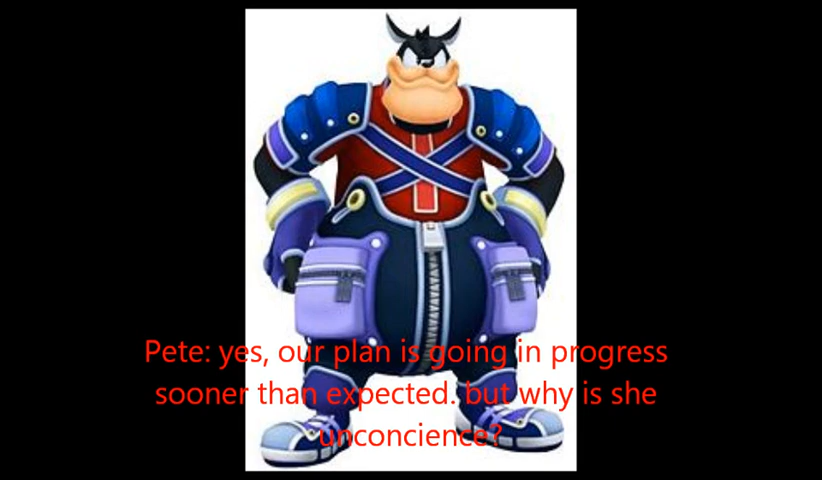 Pete: yes, our plan is going in progress
sooner than expected. but why is she
unconcience?